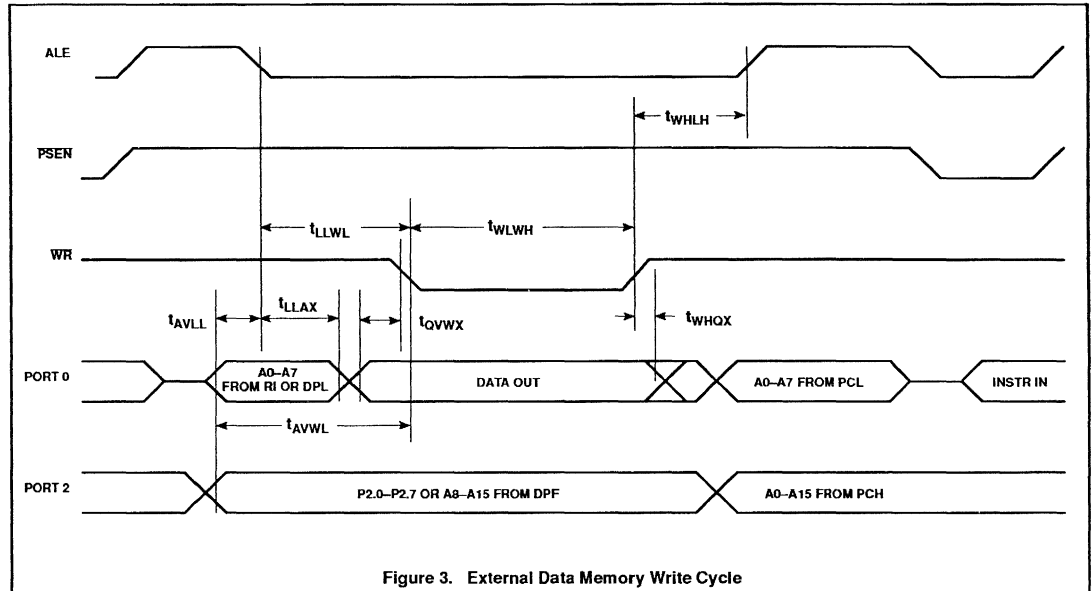 ALE
tWHLH
PSEN
tLLWL
tWLWH
WR
tAVLL
tLLAX
tQVWX
tWHQX
PORT 0
A0–A7
FROM RI OR DPL
DATA OUT
A0–A7 FROM PCL
INSTR IN
tAVWL
PORT 2
P2.0–P2.7 OR A8–A15 FROM DPF
A0–A15 FROM PCH
Figure 3. External Data Memory Write Cycle